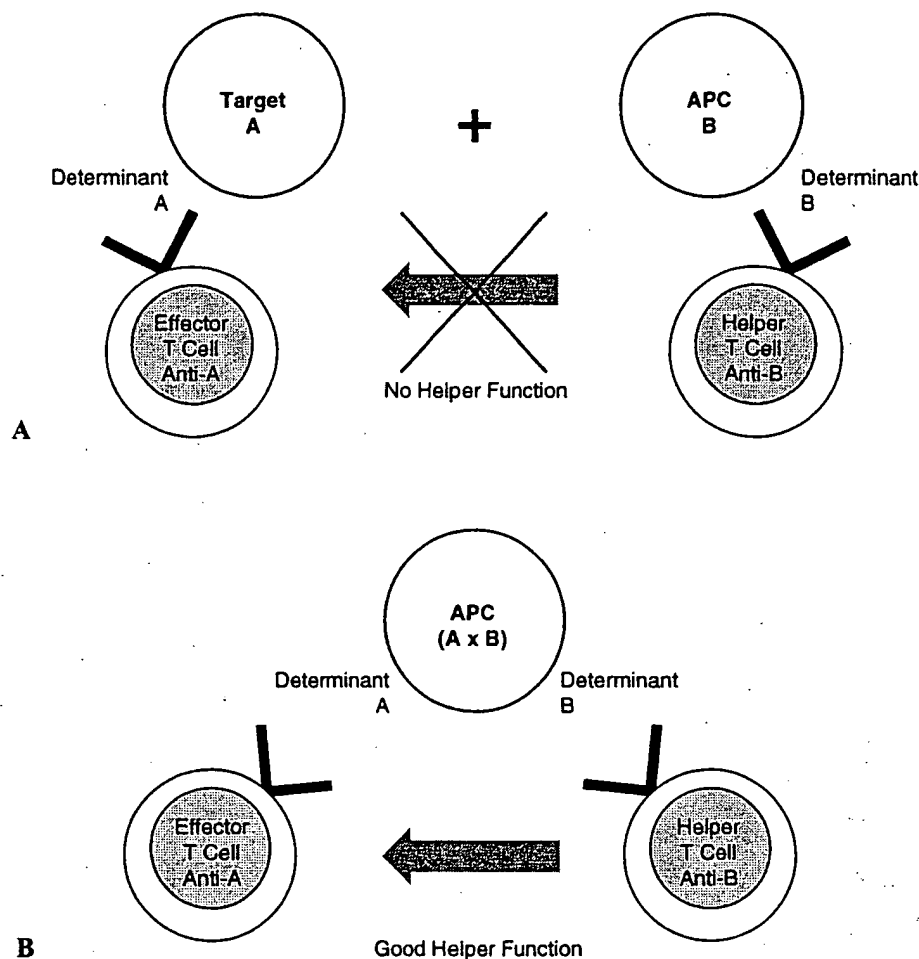 Target
A
+
APC
B
Determinant
A
Determinant
B
Effector
T Cell
Anti-A
Helper
T Cell
Anti-B
No Helper Function
A
APC
(A x B)
Determinant
A
Determinant
B
Effector
T Cell
Anti-A
Helper
T Cell
Anti-B
Good Helper Function
B